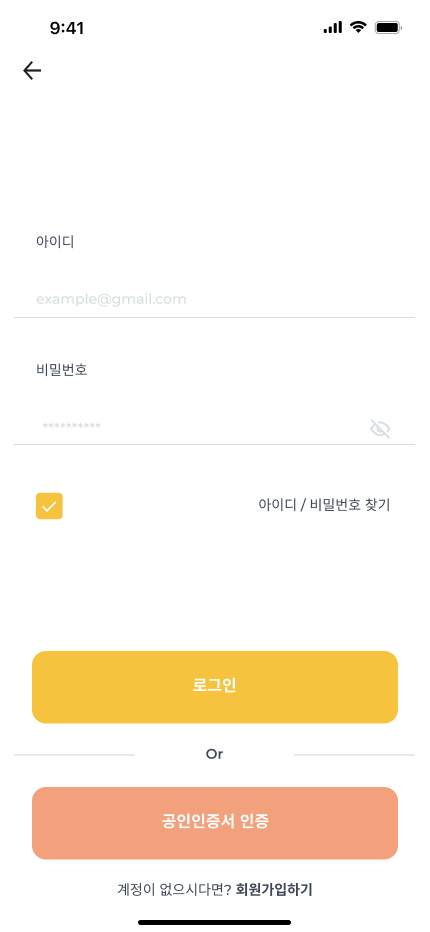 9:41
아이디
example@gmail.com
비밀번호
**********
아이디 / 비밀번호 찾기
로그인
Or
공인인증서 인증
계정이 없으시다면? 회원가입하기